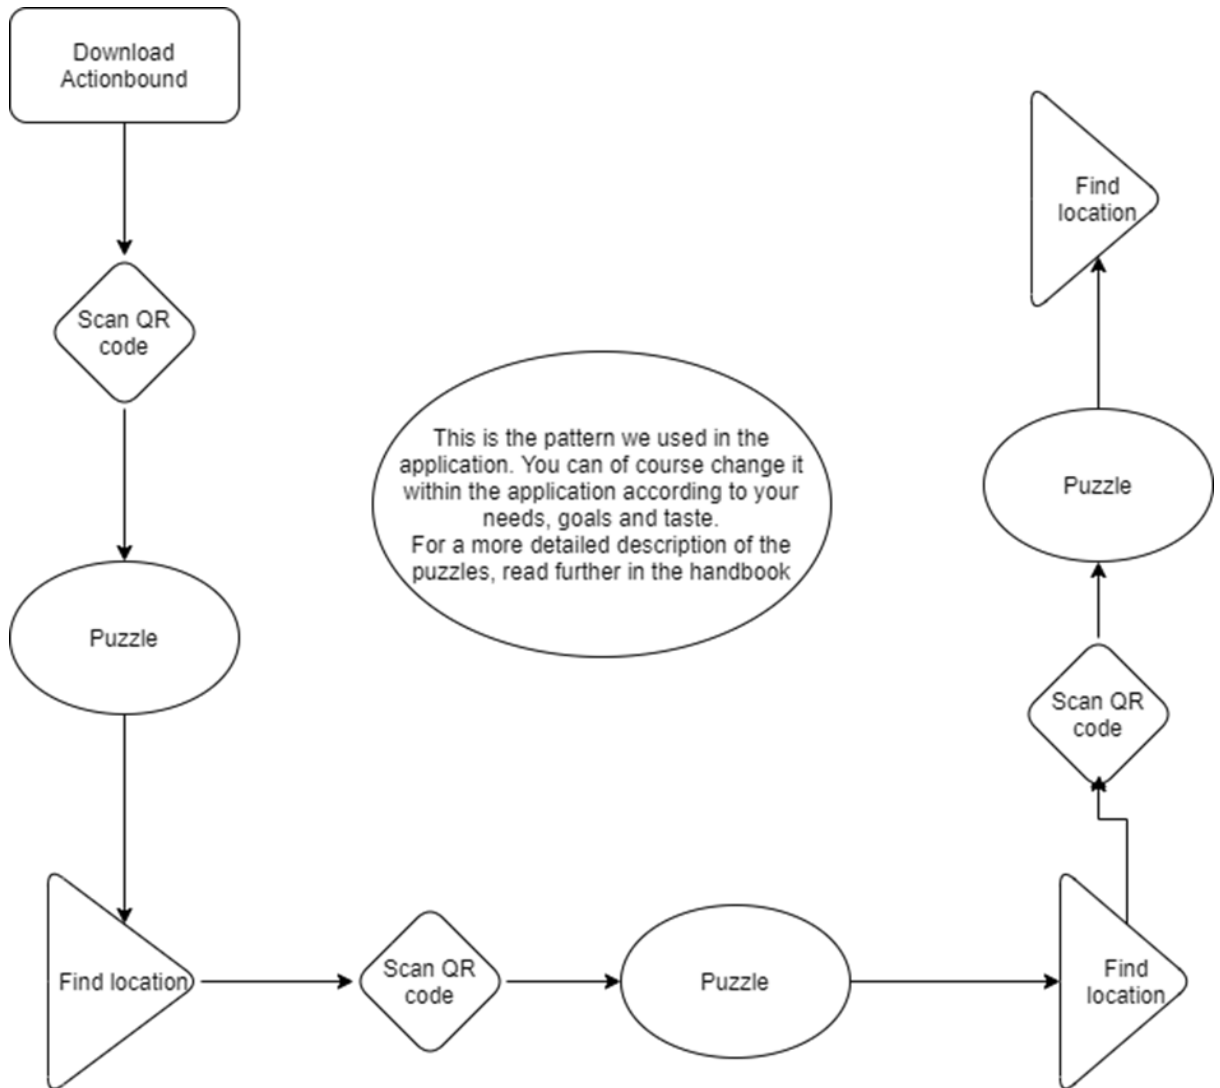 Download
Actionbound
Scan QR
code
Puzzle
Find location
Scan QR
code
Puzzle
Find
location
Scan QR
code
Puzzle
Find
location
This is the pattern we used in the
application. You can of course change it
within the application according to your
needs, goals and taste.
For a more detailed description of the
puzzles, read further in the handbook